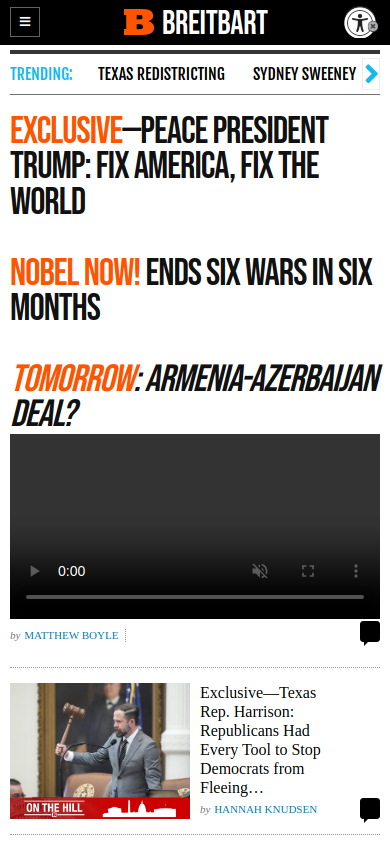 BREITBART
TRENDING: TEXAS REDISTRICTING SYDNEY SWEENEY
EXCLUSIVE—PEACE PRESIDENT
TRUMP: FIX AMERICA, FIX THE
WORLD
NOBEL NOW! ENDS SIX WARS IN SIX
MONTHS
TOMORROW: ARMENIA-AZERBAIJAN
DEAL?
0:00
by MATTHEW BOYLE
Exclusive—Texas
Rep. Harrison:
Republicans Had
Every Tool to Stop
Democrats from
Fleeing…
by HANNAH KNUDSEN
ON THE HILL